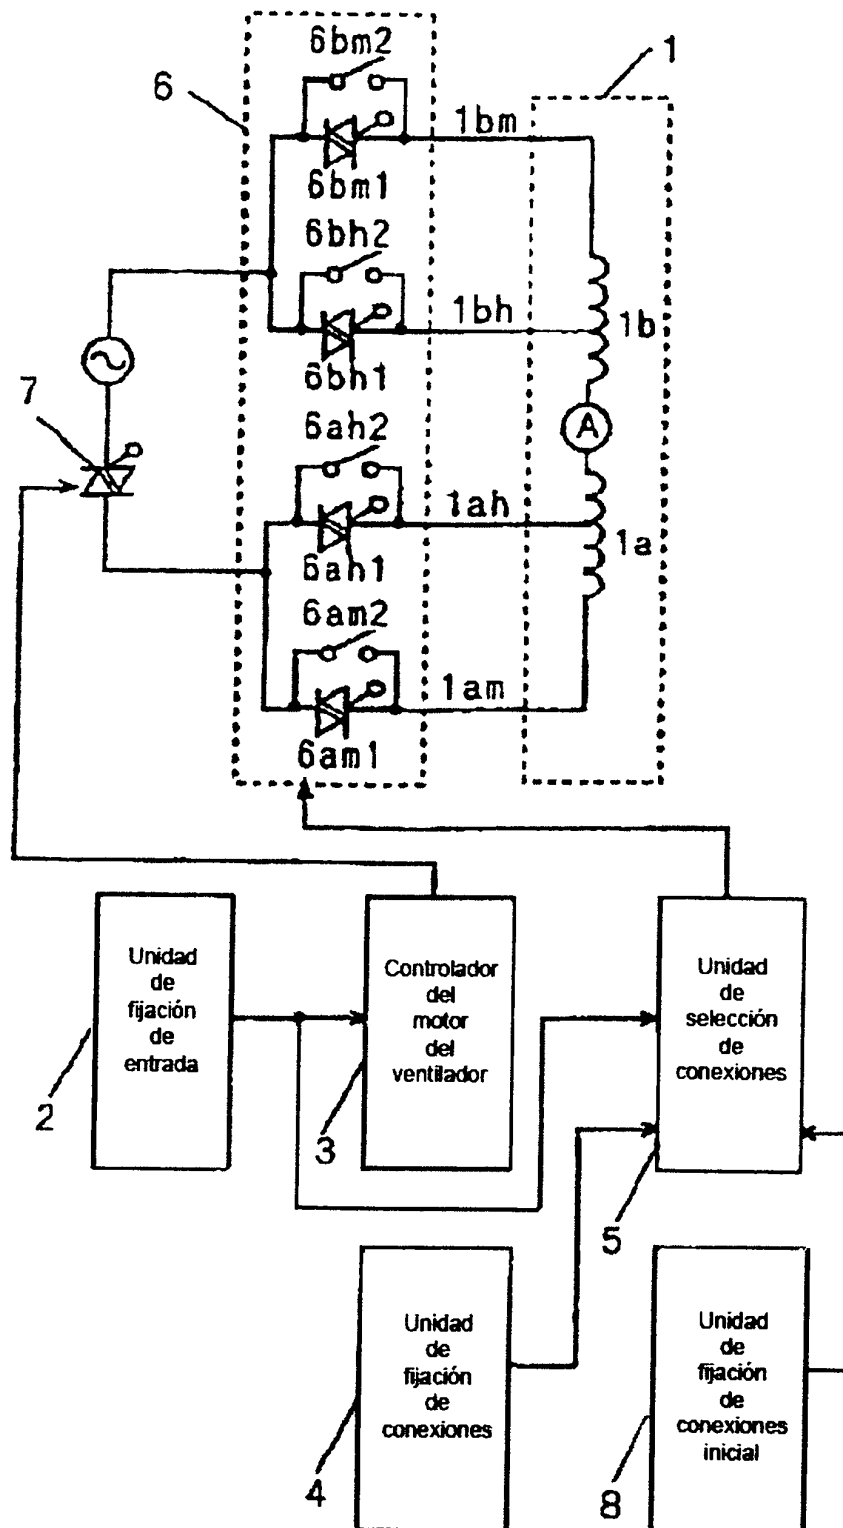 6bm2
1
6
1bm
6bm1
6bh2
1bh
1b
6bh1
7
6ah2
A
1ah
1a
6ah1
6am2
1am
6am1
Unidad
de
fijación
de
entrada
2
Controlador
del
motor
del
ventilador
3
Unidad
de
selección
de
conexiones
5
Unidad
de
fijación
de
conexiones
4
Unidad
de
fijación
de
conexiones
inicial
8